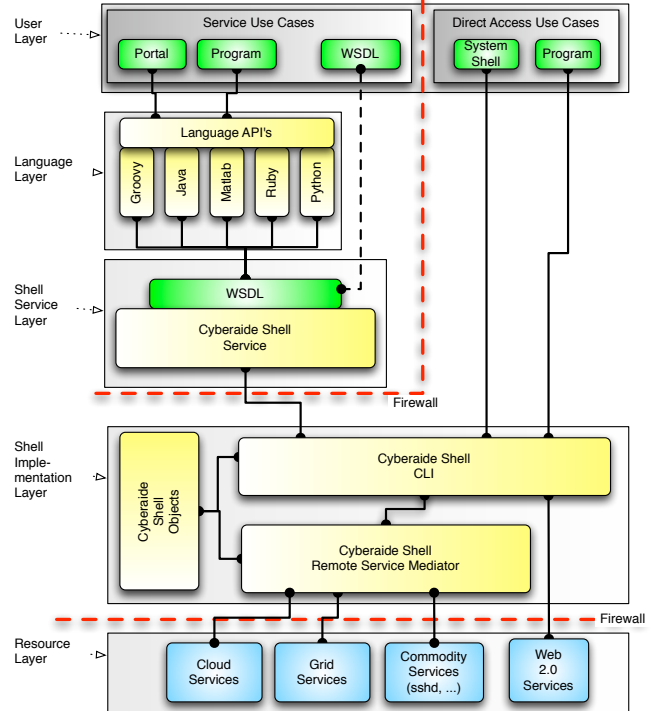 User
Layer
Service Use Cases
Portal
Program
WSDL
Direct Access Use Cases
System
Shell
Program
Language
Layer
Language API's
Groovy
Java
Matlab
Ruby
Python
Shell
Service
Layer
WSDL
Cyberaide Shell
Service
Firewall
Shell
Imple-
mentation
Layer
Cyberaide
Shell
Objects
Cyberaide Shell
CLI
Cyberaide Shell
Remote Service Mediator
Firewall
Resource
Layer
Cloud
Services
Grid
Services
Commodity
Services
(sshd, ...)
Web
2.0
Services